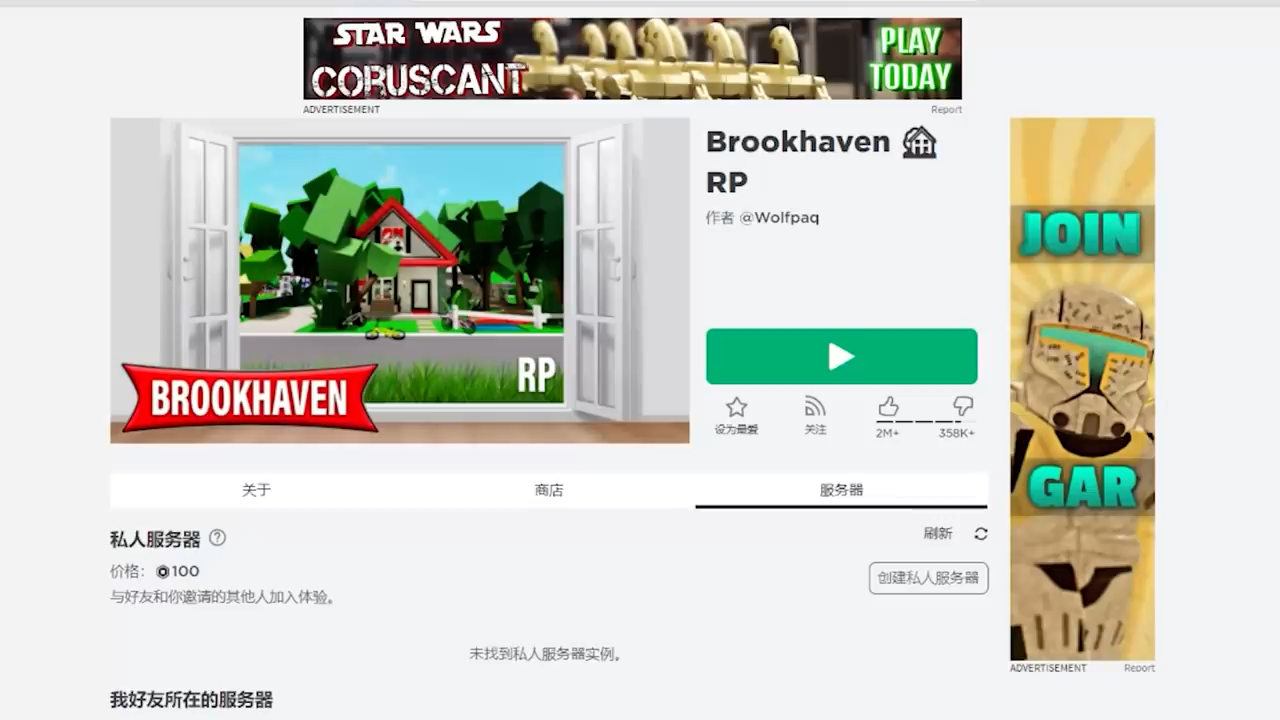 STAR WARS
CORUSCANT
PLAY
TODAY
ADVERTISEMENT
Report
BROOKHAVEN
RP
Brookhaven
RP
作者 @Wolfpaq
设为最爱
关注
2M+
358K+
JOIN
GAR
关于
商店
服务器
私人服务器
刷新
价格： 100
创建私人服务器
与好友和你邀请的其他人加入体验。
未找到私人服务器实例。
ADVERTISEMENT
Report
我好友所在的服务器